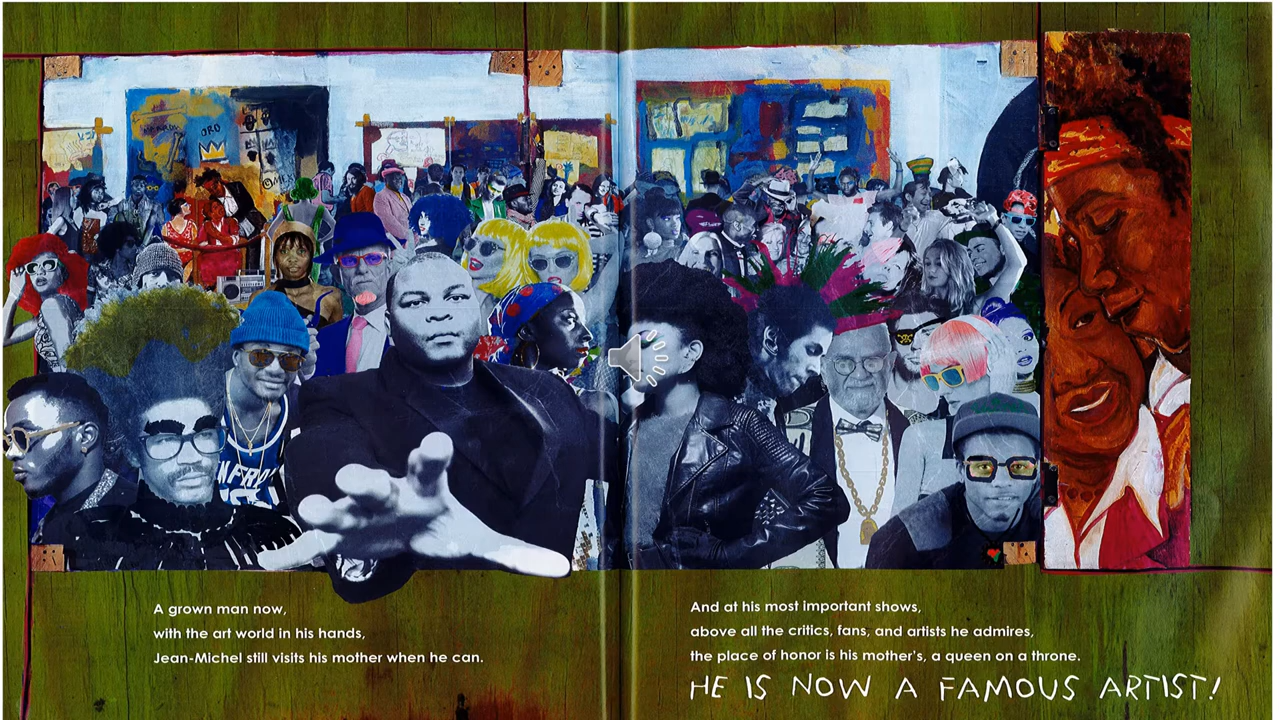 ORO
A grown man now,
with the art world in his hands,
Jean-Michel still visits his mother when he can.
And at his most important shows,
above all the critics, fans, and artists he admires,
the place of honor is his mother's, a queen on a throne.
HE IS NOW A FAMOUS ARTIST!